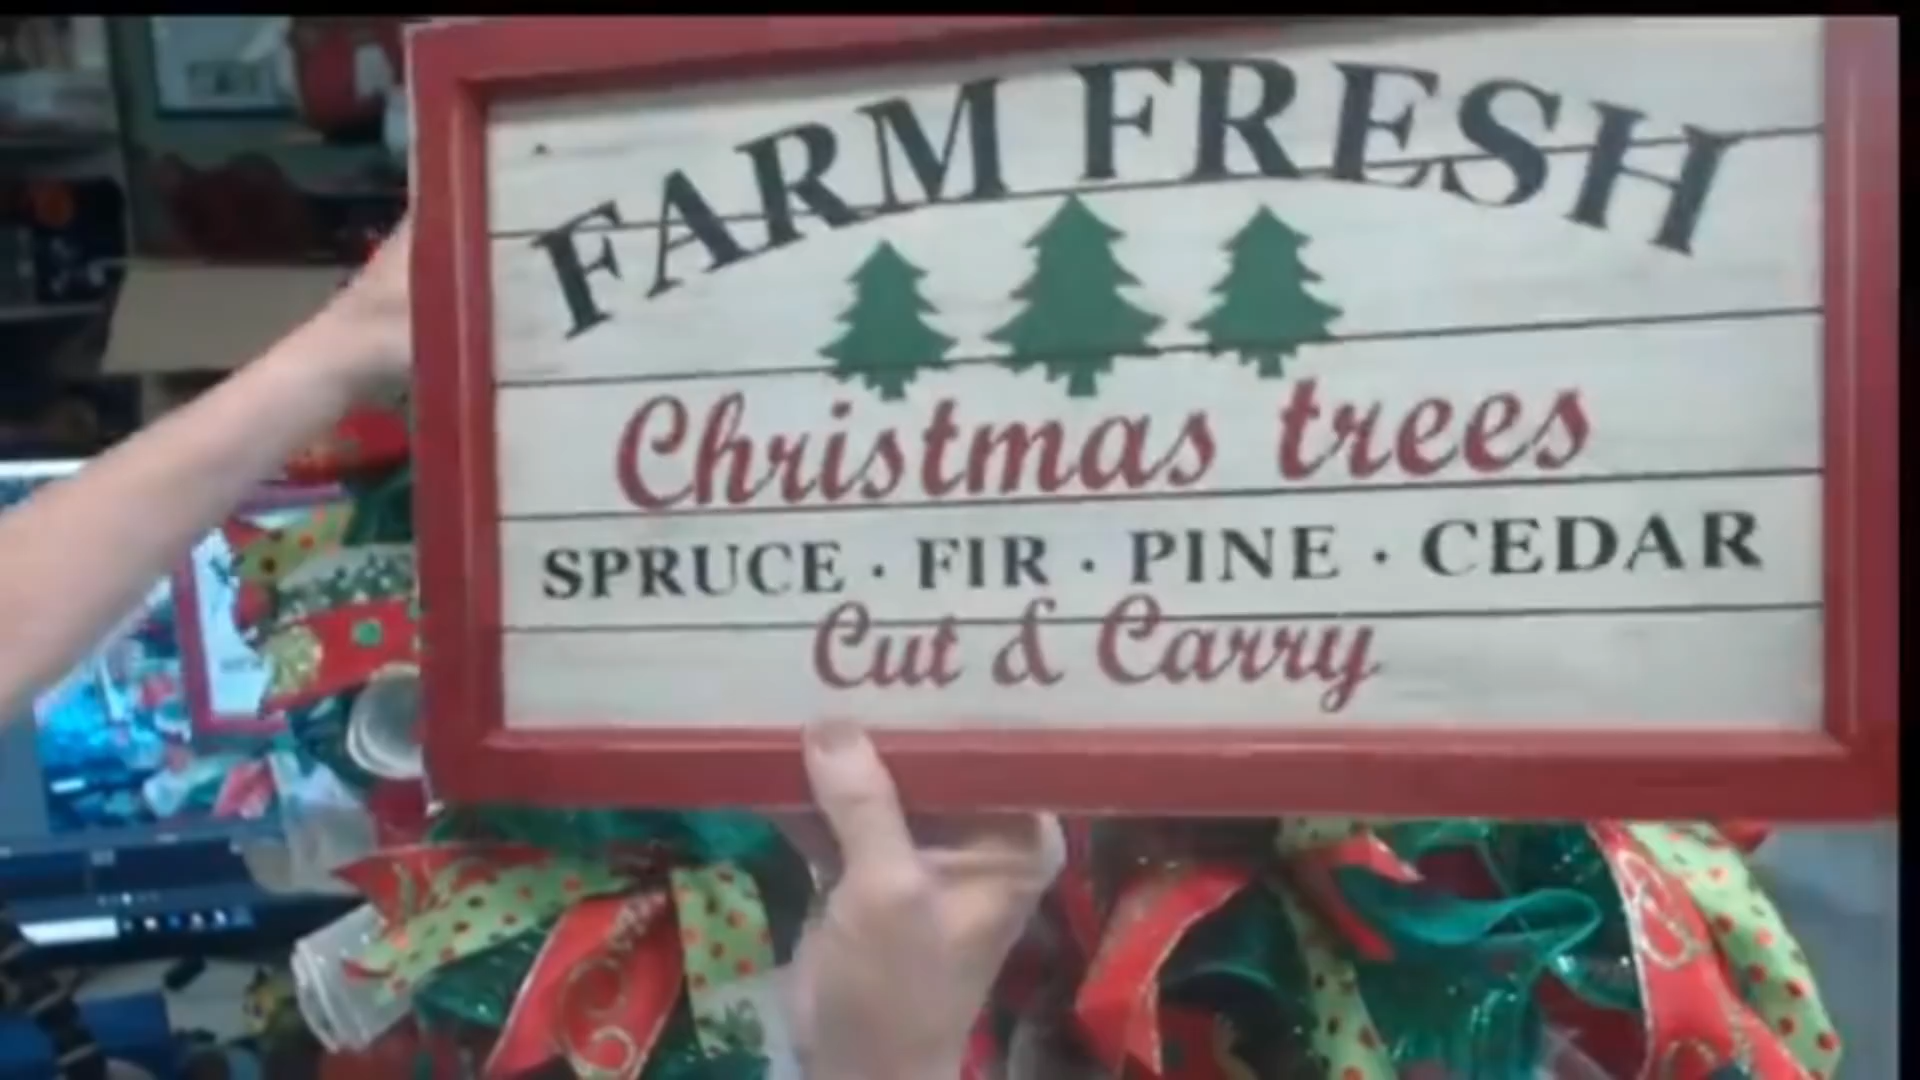 FARM FRESH
Christmas trees
SPRUCE · FIR · PINE · CEDAR
Cut & Carry